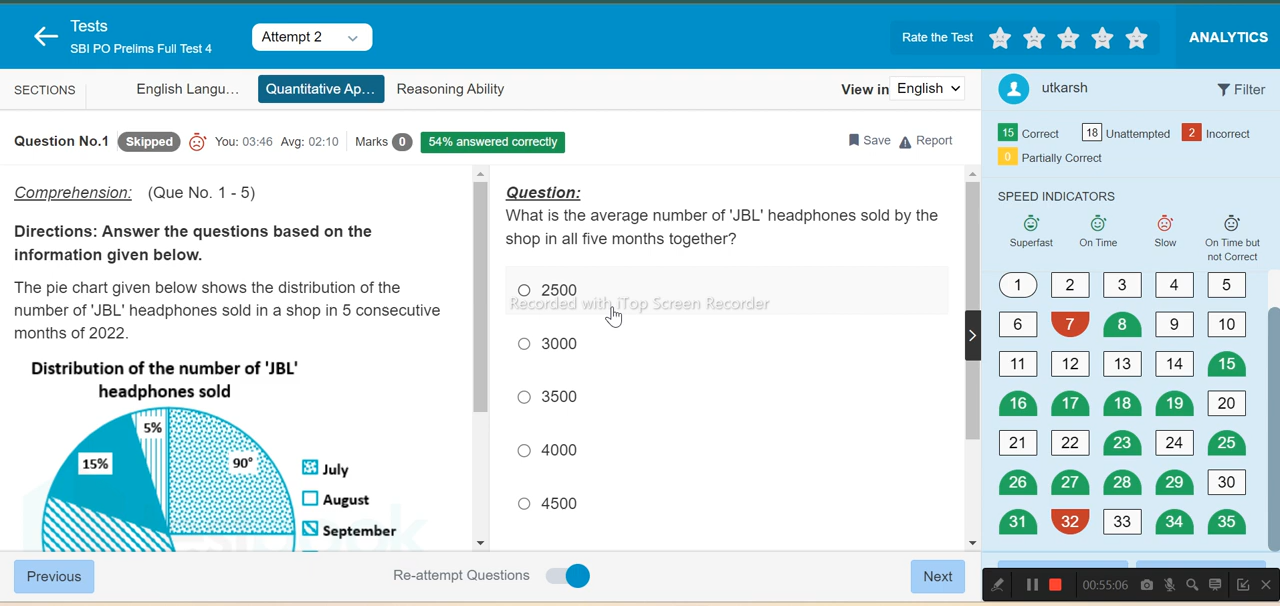 Tests
SBI PO Prelims Full Test 4
Attempt 2
Rate the Test
ANALYTICS
SECTIONS
English Langu...
Quantitative Ap...
Reasoning Ability
View in English
utkarsh
Filter
Question No.1 Skipped You: 03:46 Avg: 02:10 Marks 0 54% answered correctly
Save Report
15 Correct 18 Unattempted 2 Incorrect
0 Partially Correct
Comprehension: (Que No. 1 - 5)
Directions: Answer the questions based on the
information given below.
The pie chart given below shows the distribution of the
number of 'JBL' headphones sold in a shop in 5 consecutive
months of 2022.
Distribution of the number of 'JBL'
headphones sold
5%
15%
90°
July
August
September
Question:
What is the average number of 'JBL' headphones sold by the
shop in all five months together?
2500
Recorded with iTop Screen Recorder
3000
3500
4000
4500
SPEED INDICATORS
Superfast
On Time
Slow
On Time but
not Correct
1 2 3 4 5
6 7 8 9 10
11 12 13 14 15
16 17 18 19 20
21 22 23 24 25
26 27 28 29 30
31 32 33 34 35
Previous
Re-attempt Questions
Next
00:55:06